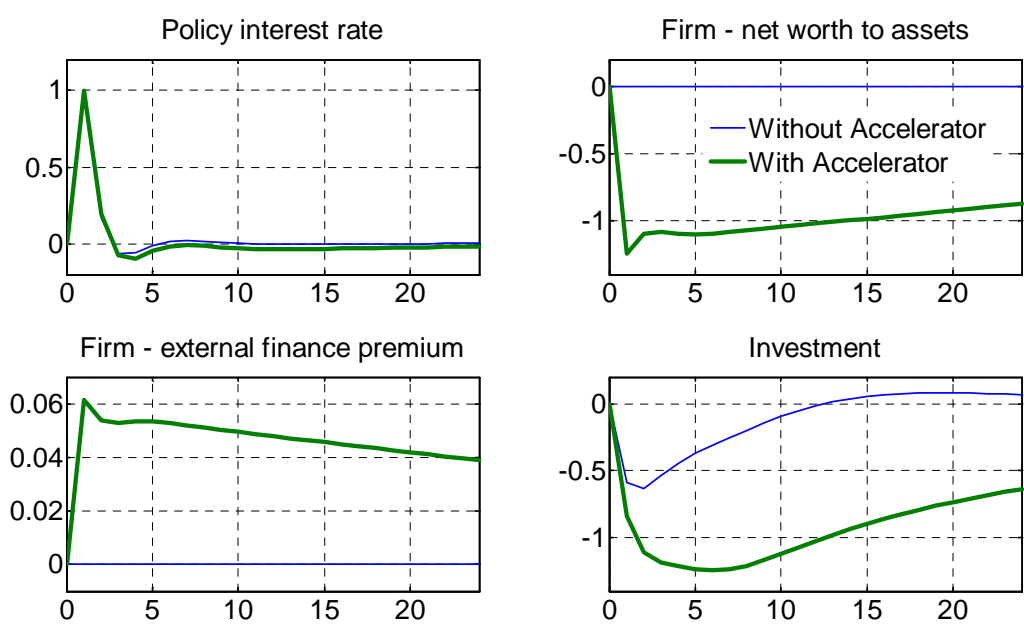 Policy interest rate
1
0.5
0
0 5 10 15 20
Firm - net worth to assets
0
-0.5
-1
Without Accelerator
With Accelerator
0 5 10 15 20
Firm - external finance premium
0.06
0.04
0.02
0
0 5 10 15 20
Investment
0
-0.5
-1
0 5 10 15 20